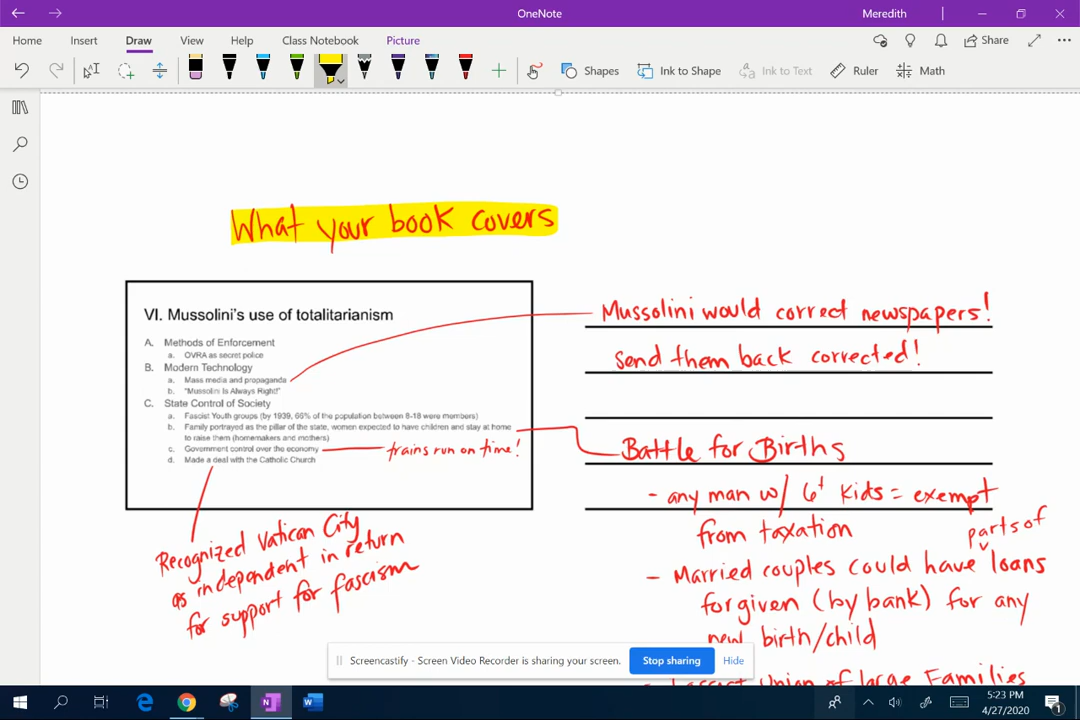 OneNote
Meredith
Home Insert Draw View Help Class Notebook Picture
Share
Shapes Ink to Shape Ink to Text Ruler Math
What your book covers
VI. Mussolini's use of totalitarianism
A. Methods of Enforcement
a. OVRA as secret police
B. Modern Technology
a. Mass media and propaganda
b. "Mussolini Is Always Right!"
C. State Control of Society
a. Fascist Youth groups (by 1939, 66% of the population between 8-18 were members)
b. Family portrayed as the pillar of the state, women expected to have children and stay at home
to raise them (homemakers and mothers)
c. Government control over the economy
d. Made a deal with the Catholic Church
trains run on time!
Recognized Vatican City
as independent in return
for support for fascism
Mussolini would correct newspapers!
send them back corrected!
Battle for Births
- any man w/ 6+ kids = exempt
from taxation
parts of
- Married couples could have loans
forgiven (by bank) for any
new birth/child
Union of Large Families
Screencastify - Screen Video Recorder is sharing your screen.
Stop sharing
Hide
5:23 PM
4/27/2020
1